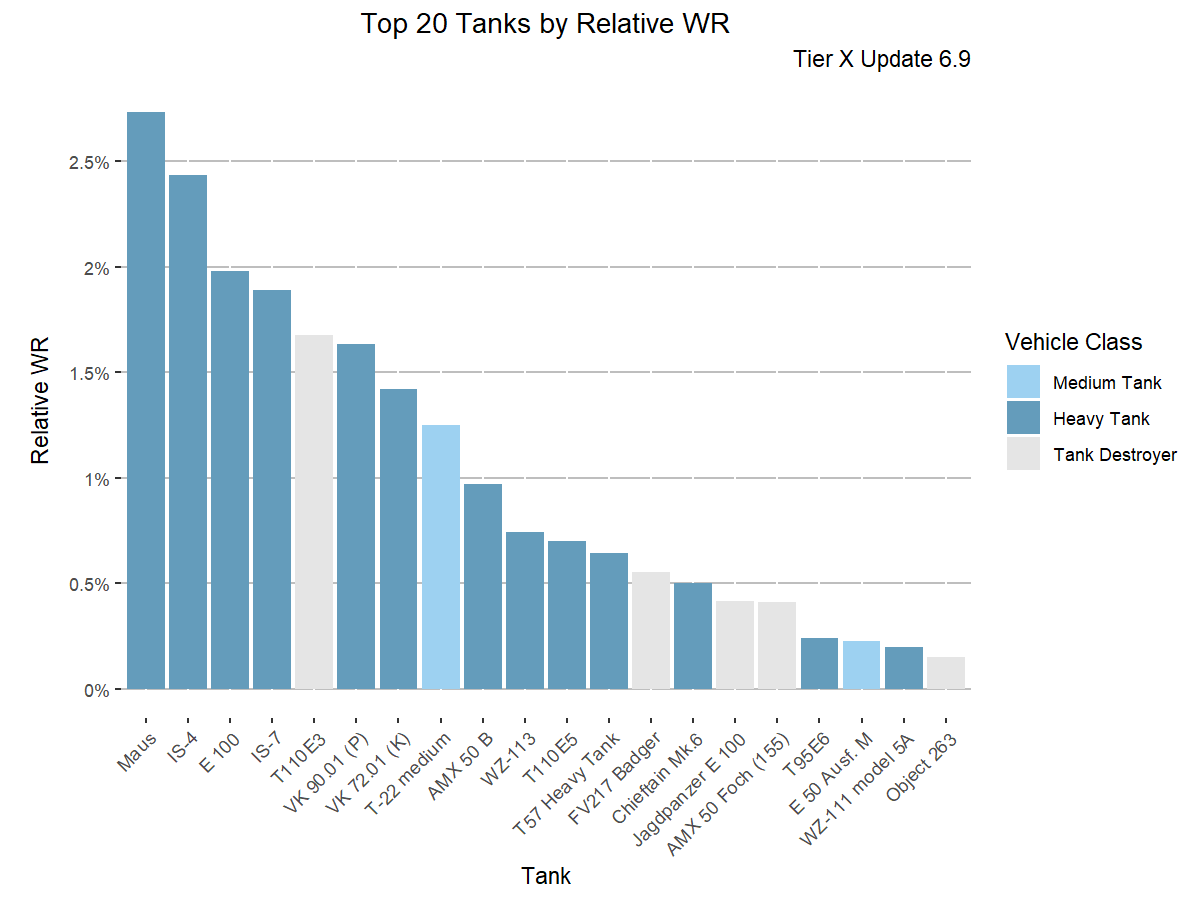 Top 20 Tanks by Relative WR
Tier X Update 6.9
Relative WR
2.5%
2%
1.5%
1%
0.5%
0%
Maus
IS-4
E 100
IS-7
T110E3
VK 90.01 (P)
VK 72.01 (K)
T-22 medium
AMX 50 B
WZ-113
T110E5
T57 Heavy Tank
FV217 Badger
Chieftain Mk.6
Jagdpanzer E 100
AMX 50 Foch (155)
T95E6
E 50 Ausf. M
WZ-111 model 5A
Object 263
Tank
Vehicle Class
Medium Tank
Heavy Tank
Tank Destroyer